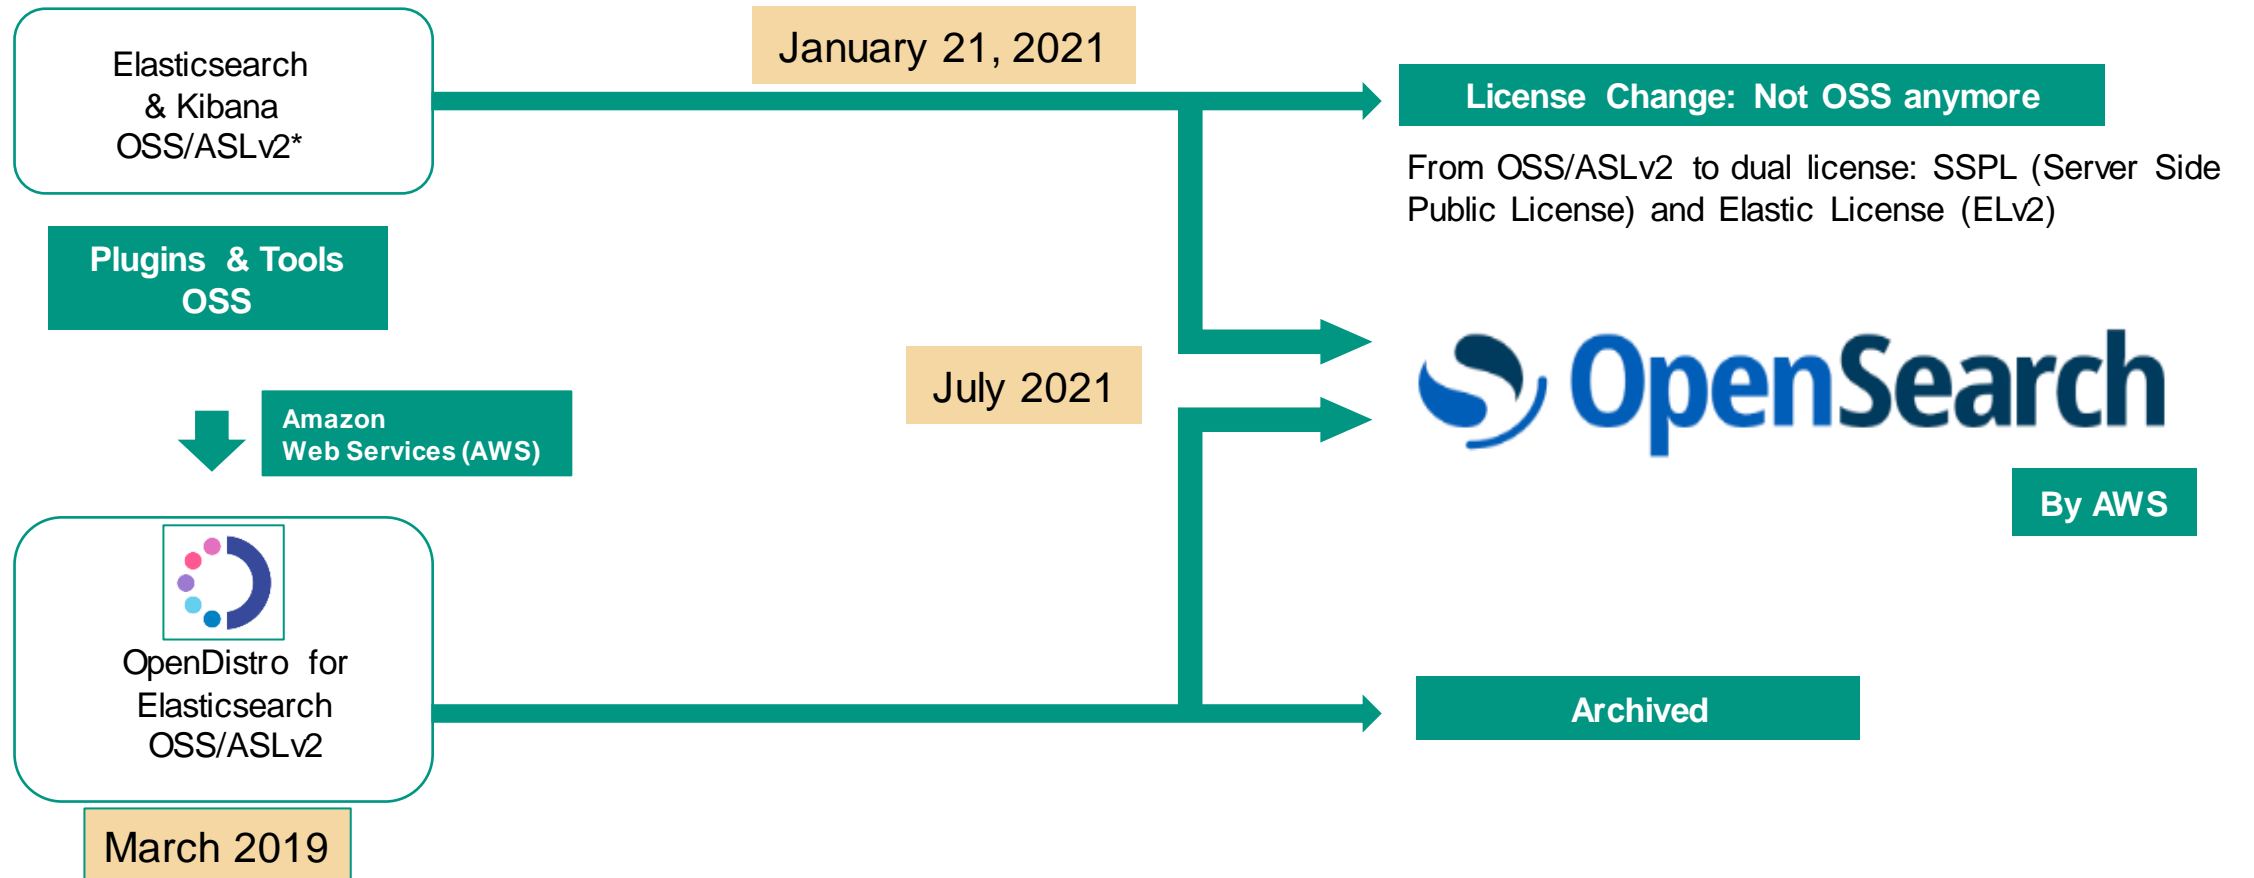 Elasticsearch
& Kibana
OSS/ASLv2*
January 21, 2021
License Change: Not OSS anymore
From OSS/ASLv2 to dual license: SSPL (Server Side
Public License) and Elastic License (ELv2)
Plugins & Tools
OSS
July 2021
OpenSearch
Amazon
Web Services (AWS)
By AWS
OpenDistro for
Elasticsearch
OSS/ASLv2
Archived
March 2019